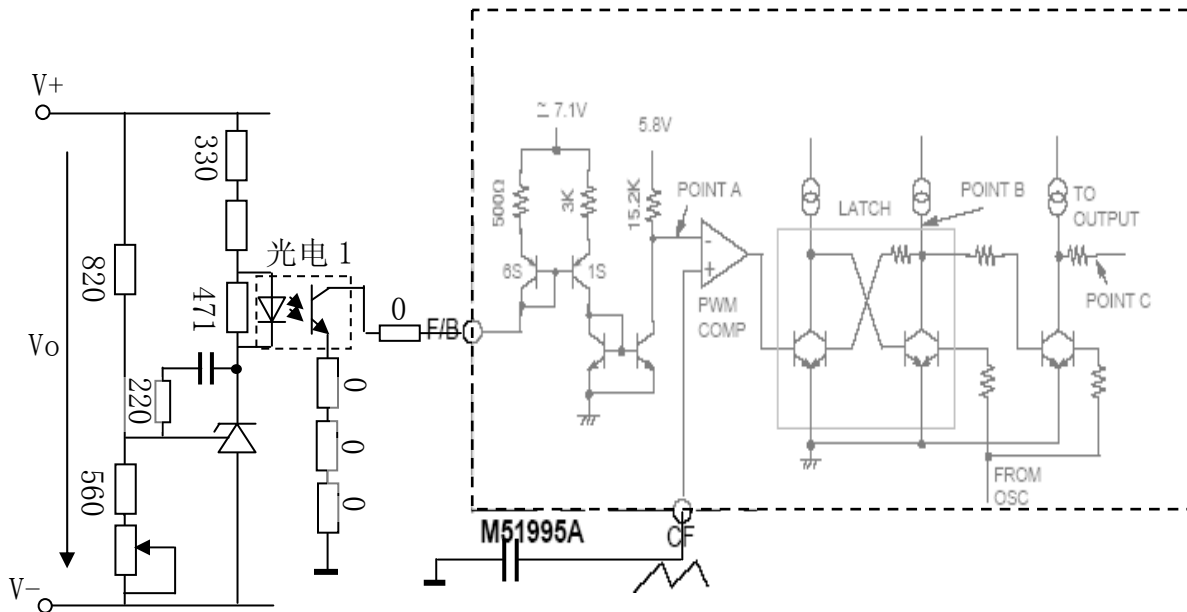 V+
330
≃ 7.1V
5.8V
500Ω
3K
15.2K
POINT A
LATCH
POINT B
TO
OUTPUT
光电 1
820
471
6S
1S
-
+
PWM
COMP
POINT C
0
F/B
Vo
220
0
0
0
560
FROM
OSC
M51995A
CF
V-